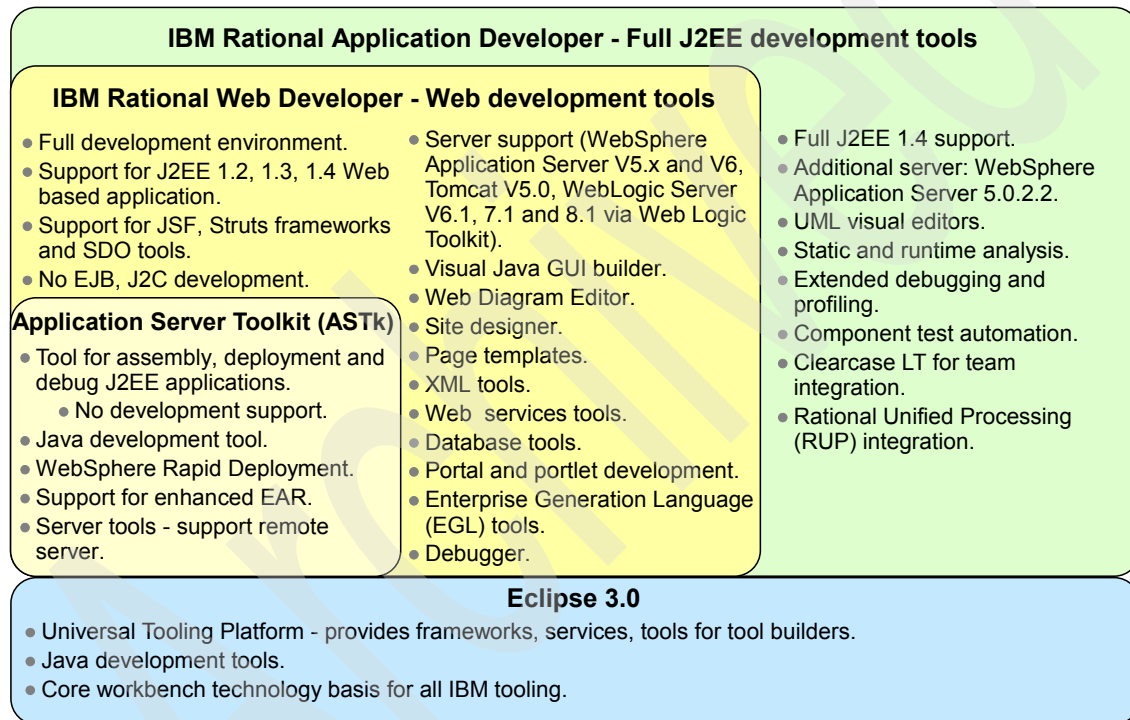 IBM Rational Application Developer - Full J2EE development tools
IBM Rational Web Developer - Web development tools
• Full development environment.
• Support for J2EE 1.2, 1.3, 1.4 Web
based application.
• Support for JSF, Struts frameworks
and SDO tools.
• No EJB, J2C development.
Application Server Toolkit (ASTk)
• Tool for assembly, deployment and
debug J2EE applications.
• No development support.
• Java development tool.
• WebSphere Rapid Deployment.
• Support for enhanced EAR.
• Server tools - support remote
server.
• Server support (WebSphere
Application Server V5.x and V6,
Tomcat V5.0, WebLogic Server
V6.1, 7.1 and 8.1 via Web Logic
Toolkit).
• Visual Java GUI builder.
• Web Diagram Editor.
• Site designer.
• Page templates.
• XML tools.
• Web services tools.
• Database tools.
• Portal and portlet development.
• Enterprise Generation Language
(EGL) tools.
• Debugger.
• Full J2EE 1.4 support.
• Additional server: WebSphere
Application Server 5.0.2.2.
• UML visual editors.
• Static and runtime analysis.
• Extended debugging and
profiling.
• Component test automation.
• Clearcase LT for team
integration.
• Rational Unified Processing
(RUP) integration.
Eclipse 3.0
• Universal Tooling Platform - provides frameworks, services, tools for tool builders.
• Java development tools.
• Core workbench technology basis for all IBM tooling.
Archived